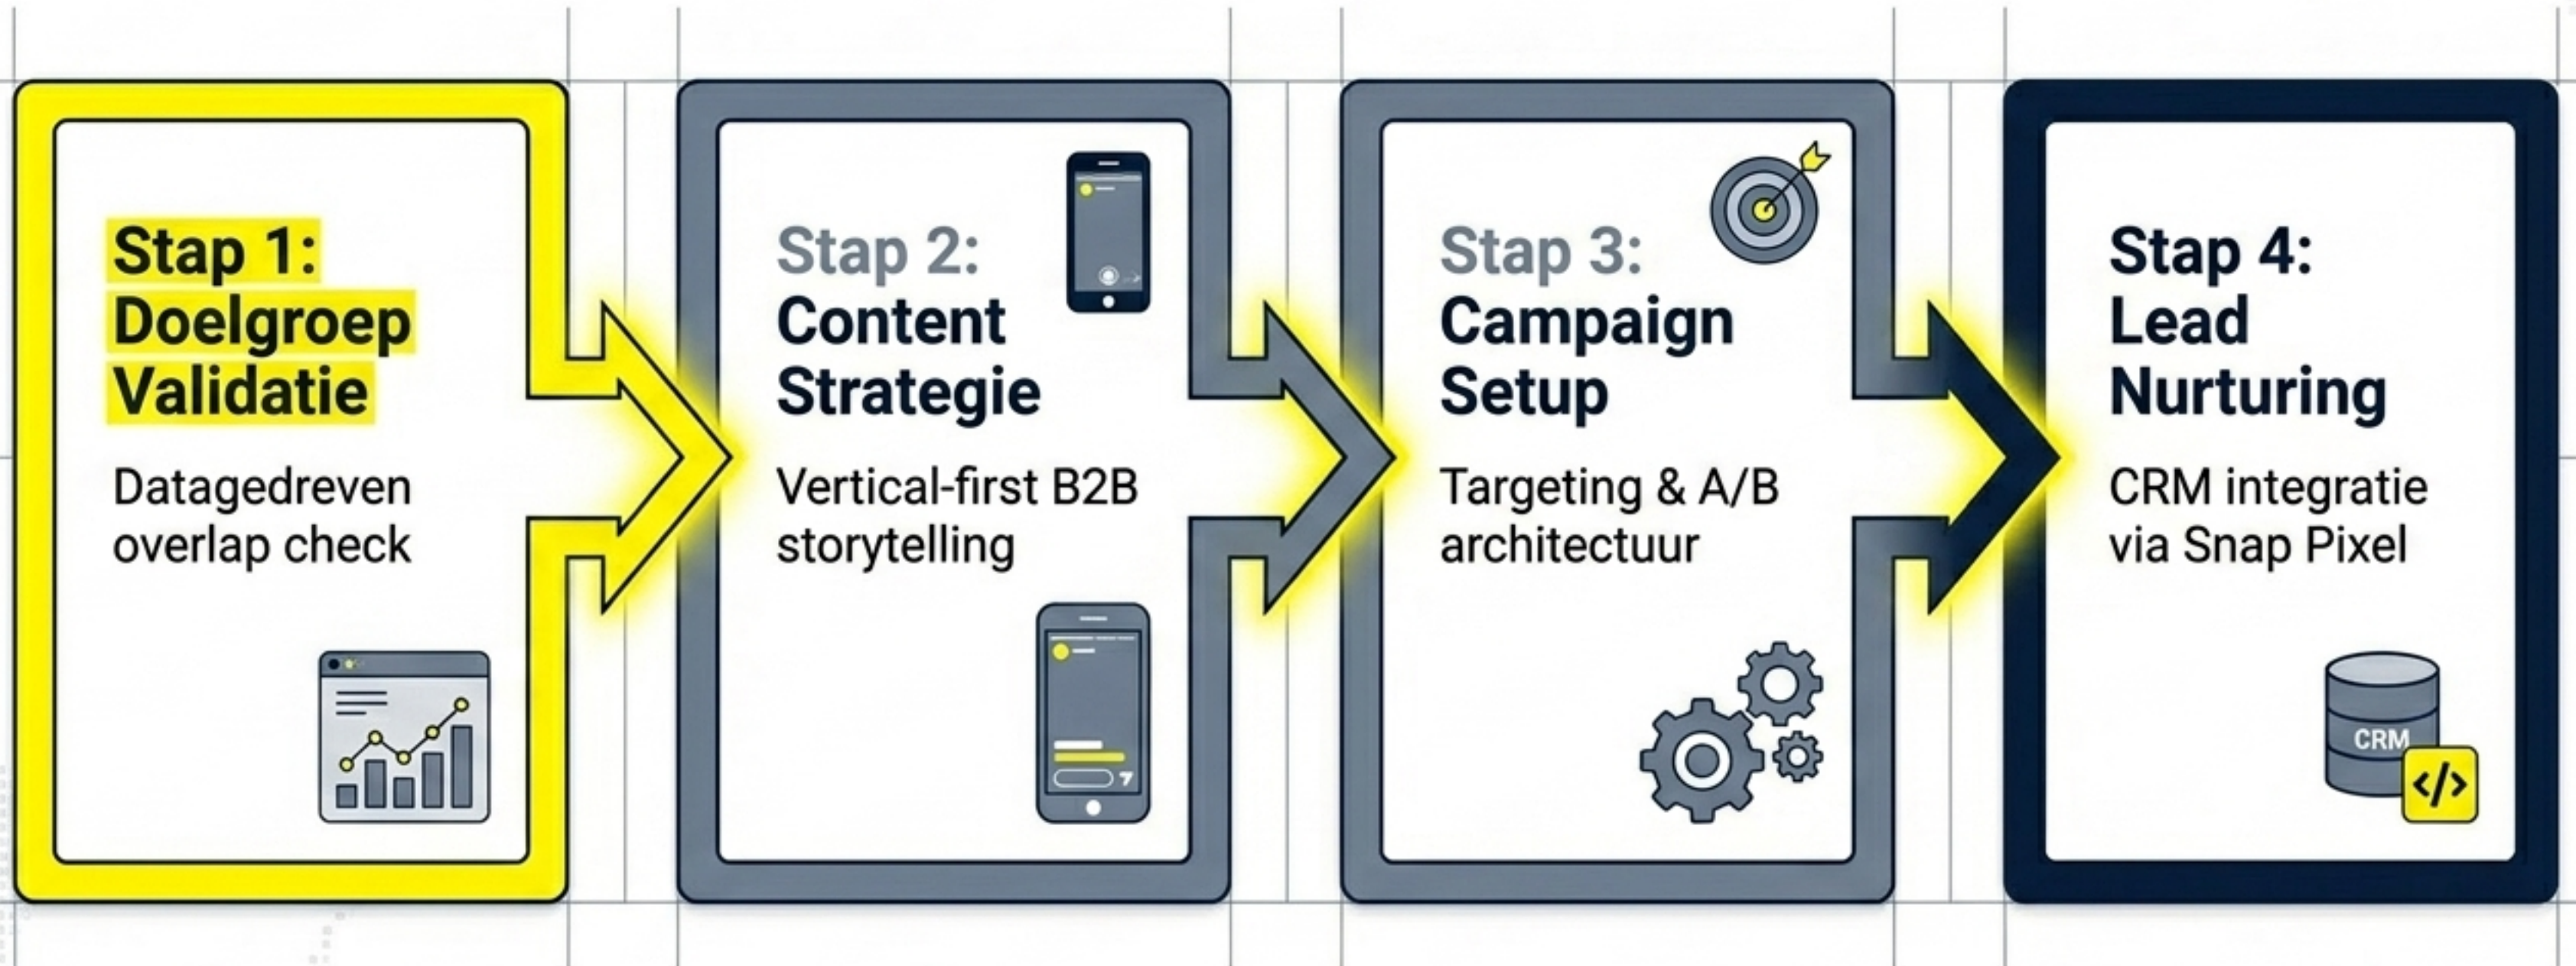 Stap 1:
Doelgroep
Validatie
Datagedreven
overlap check
Stap 2:
Content
Strategie
Vertical-first B2B
storytelling
Stap 3:
Campaign
Setup
Targeting & A/B
architectuur
Stap 4:
Lead
Nurturing
CRM integratie
via Snap Pixel
CRM
</>